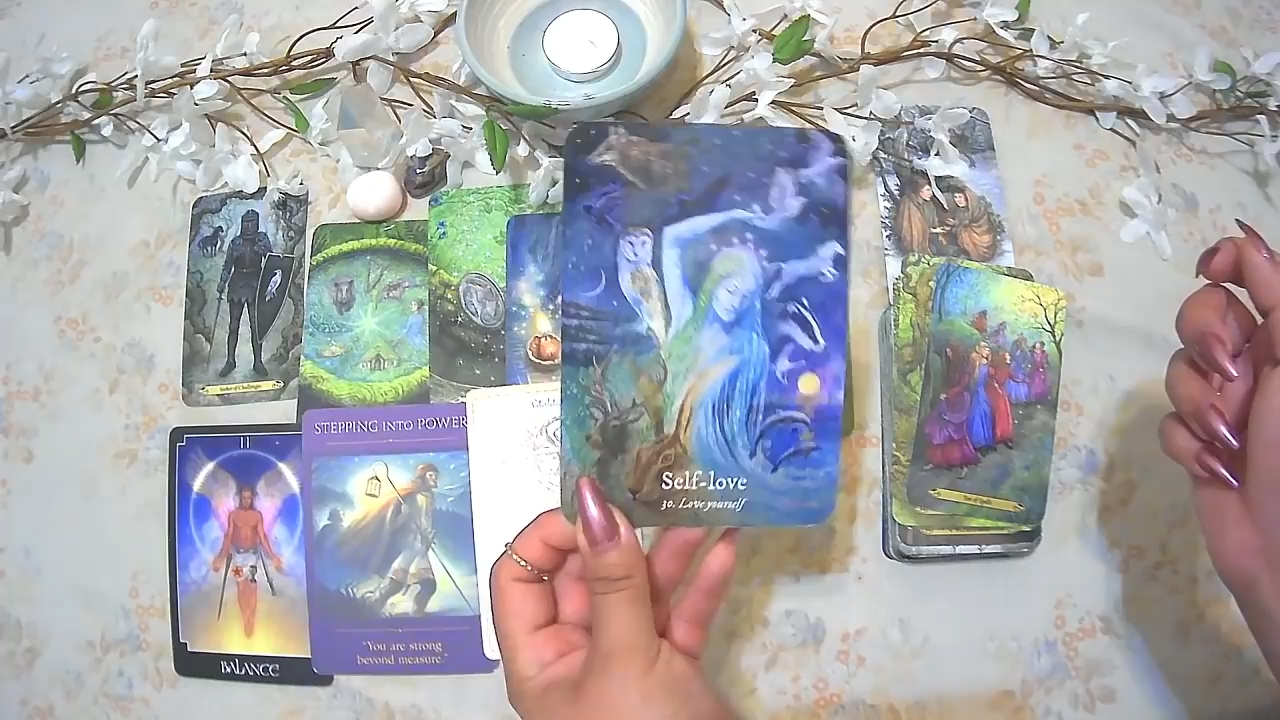 STEPPING INTO POWER
"You are strong
beyond measure."
II
BALANCE
Self-love
30. Love yourself